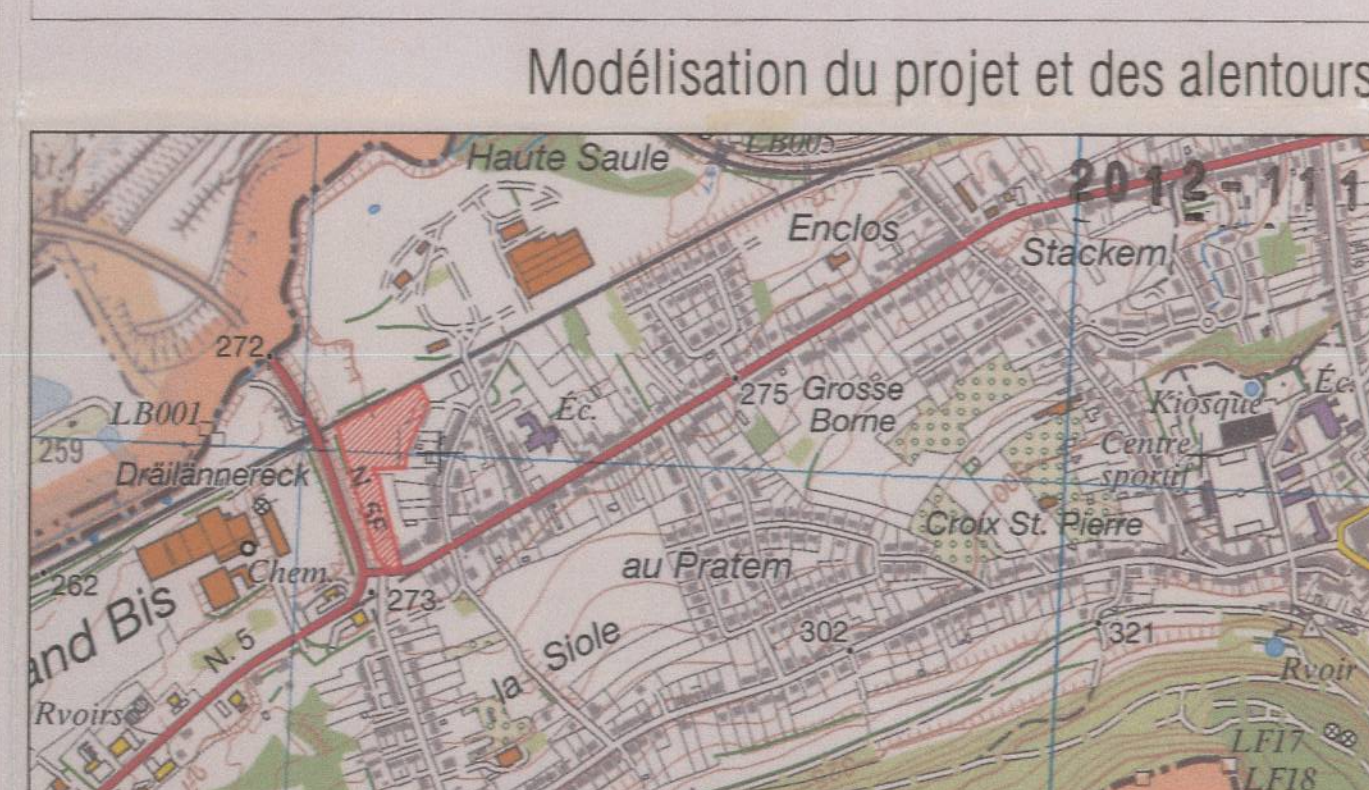 Modélisation du projet et des alentours
Haute Saule
LB005
2012-111
Enclos
Stackem
272
LB001
259
Dräilännereck
Éc.
275
Grosse
Borne
Kiosque
Éc.
Centre
sportif
Croix St. Pierre
262
Chem.
273
au Pratem
and Bis
N. 5
la Siole
302
321
Rvoir
Rvoirs
LF17
LF18